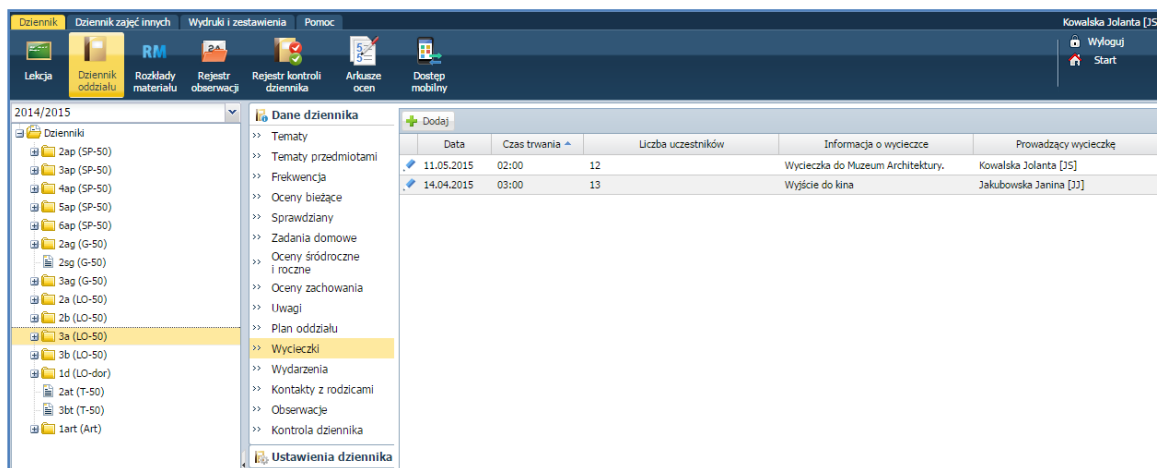 Dziennik Dziennik zajęć innych Wydruki i zestawienia Pomoc Kowalska Jolanta [JS
Wyloguj
Start
RM
Lekcja Dziennik oddziału Rozkłady materiału Rejestr obserwacji Rejestr kontroli dziennika Arkusze ocen Dostęp mobilny
2014/2015
Dzienniki
2ap (SP-50)
3ap (SP-50)
4ap (SP-50)
5ap (SP-50)
6ap (SP-50)
2ag (G-50)
2sg (G-50)
3ag (G-50)
2a (LO-50)
2b (LO-50)
3a (LO-50)
3b (LO-50)
1d (LO-dor)
2at (T-50)
3bt (T-50)
1art (Art)
Dane dziennika
Tematy
Tematy przedmiotami
Frekwencja
Oceny bieżące
Sprawdziany
Zadania domowe
Oceny śródroczne
i roczne
Oceny zachowania
Uwagi
Plan oddziału
Wycieczki
Wydarzenia
Kontakty z rodzicami
Obserwacje
Kontrola dziennika
Ustawienia dziennika
Dodaj
Data Czas trwania Liczba uczestników Informacja o wycieczce Prowadzący wycieczkę
11.05.2015 02:00 12 Wycieczka do Muzeum Architektury. Kowalska Jolanta [JS]
14.04.2015 03:00 13 Wyjście do kina Jakubowska Janina [JJ]